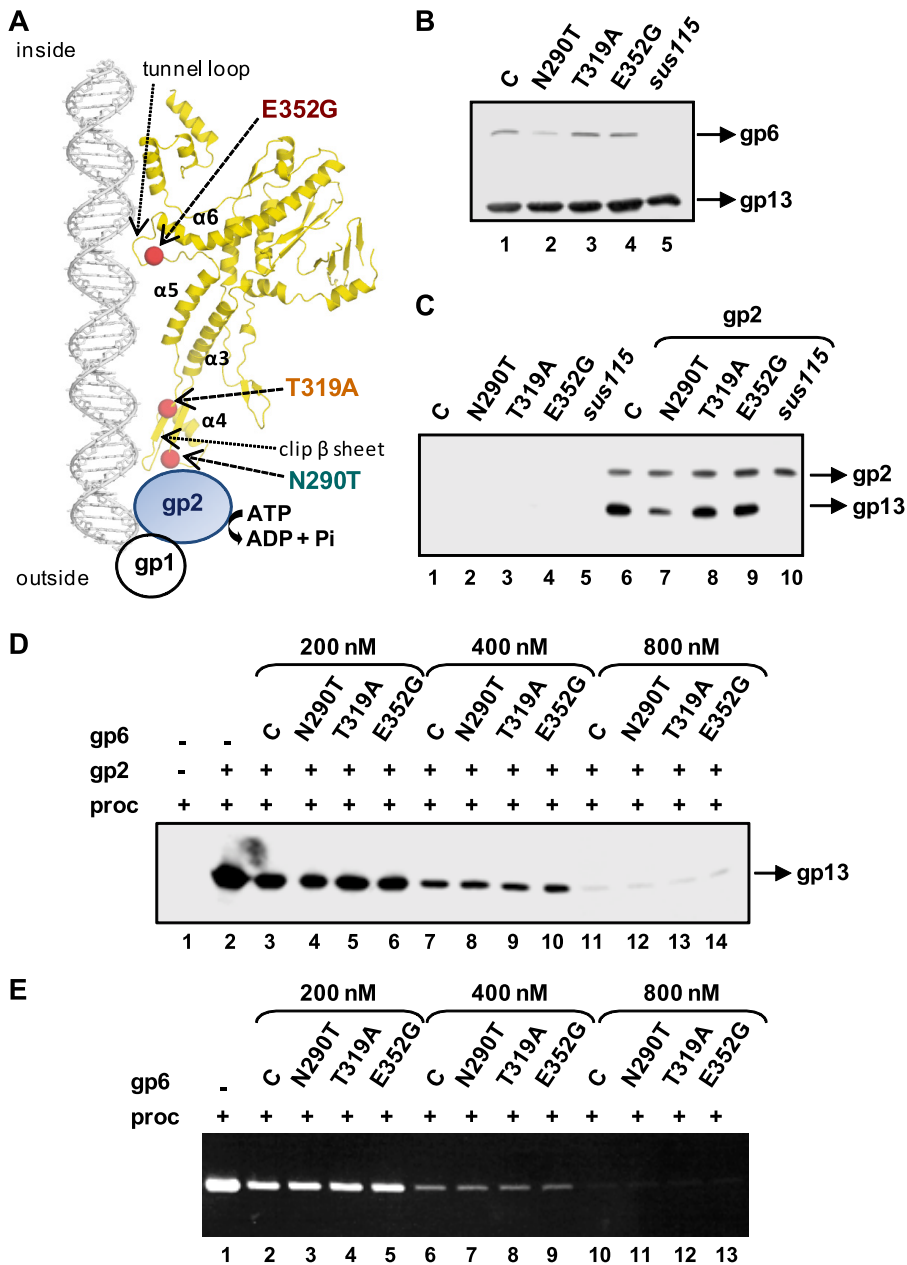 A
inside
tunnel loop
E352G
α6
α5
α3
T319A
α4
clip β sheet
N290T
gp2
ATP
ADP + Pi
gp1
outside
B
C N290T T319A E352G sus115
gp6
gp13
1 2 3 4 5
C
gp2
C N290T T319A E352G sus115 C N290T T319A E352G sus115
gp2
gp13
1 2 3 4 5 6 7 8 9 10
D
200 nM 400 nM 800 nM
C N290T T319A E352G C N290T T319A E352G C N290T T319A E352G
gp6 - -
gp2 - + + + + + + + + + + + + +
proc + + + + + + + + + + + + + +
gp13
1 2 3 4 5 6 7 8 9 10 11 12 13 14
E
200 nM 400 nM 800 nM
C N290T T319A E352G C N290T T319A E352G C N290T T319A E352G
gp6 -
proc + + + + + + + + + + + + +
1 2 3 4 5 6 7 8 9 10 11 12 13